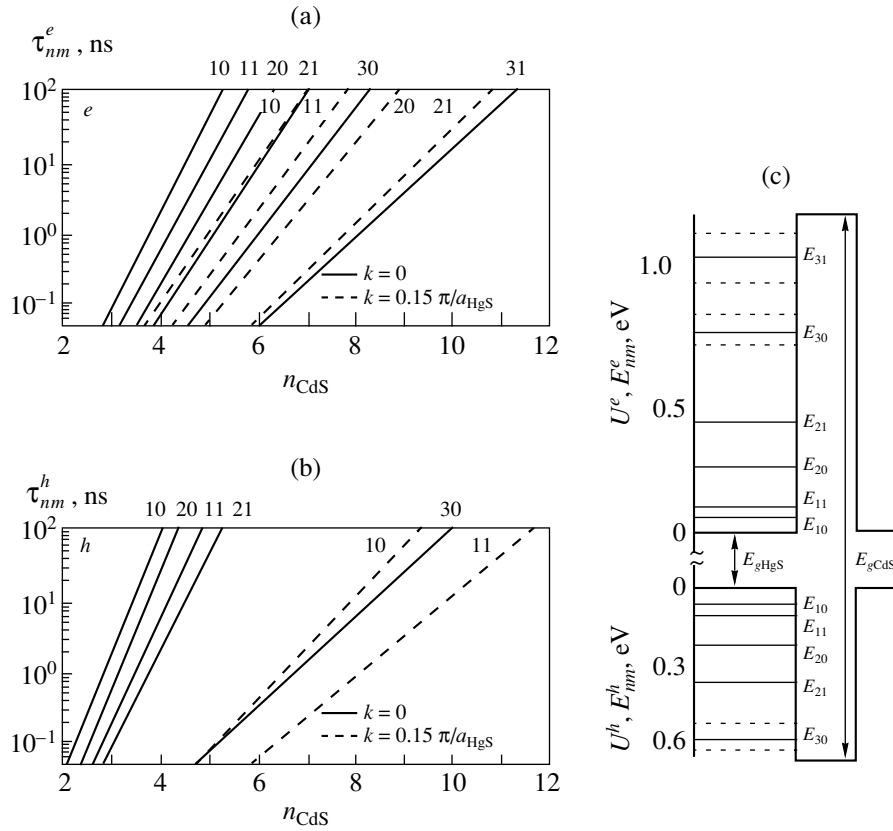 (a)
τ^e_nm, ns
10 11 20 21 30 31
10^2
10^1
10^0
10^-1
e
10 11 20 21
k = 0
k = 0.15 π/a_HgS
2 4 6 8 10 12
n_CdS
(b)
τ^h_nm, ns
10 20 11 21 30
10^2
10^1
10^0
10^-1
h
10 11
k = 0
k = 0.15 π/a_HgS
2 4 6 8 10 12
n_CdS
(c)
U^e, E^e_nm, eV
1.0
0.5
0
E_31
E_30
E_21
E_20
E_11
E_10
≈
E_gHgS
E_gCdS
U^h, E^h_nm, eV
0
0.3
0.6
E_10
E_11
E_20
E_21
E_30